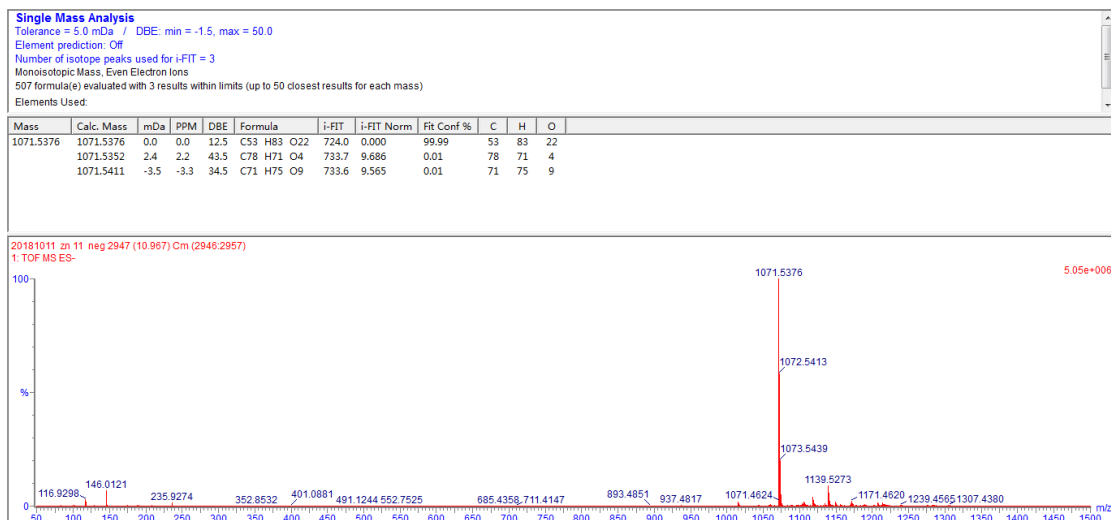 Single Mass Analysis
Tolerance = 5.0 mDa / DBE: min = -1.5, max = 50.0
Element prediction: Off
Number of isotope peaks used for i-FIT = 3
Monoisotopic Mass, Even Electron Ions
507 formula(e) evaluated with 3 results within limits (up to 50 closest results for each mass)
Elements Used:
Mass Calc. Mass mDa PPM DBE Formula i-FIT i-FIT Norm Fit Conf % C H O
1071.5376 1071.5376 0.0 0.0 12.5 C53 H83 O22 724.0 0.000 99.99 53 83 22
1071.5352 2.4 2.2 43.5 C78 H71 O4 733.7 9.686 0.01 78 71 4
1071.5411 -3.5 -3.3 34.5 C71 H75 O9 733.6 9.565 0.01 71 75 9
20181011 zn 11 neg 2947 (10.967) Cm (2946:2957)
1: TOF MS ES-
5.05e+006
100
1071.5376
1072.5413
%
1073.5439
116.9298 146.0121 235.9274 352.8532 401.0881 491.1244 552.7525 685.4358 711.4147 893.4851 937.4817 1071.4624 1139.5273 1171.4620 1239.4565 1307.4380
0
50 100 150 200 250 300 350 400 450 500 550 600 650 700 750 800 850 900 950 1000 1050 1100 1150 1200 1250 1300 1350 1400 1450 1500
m/z